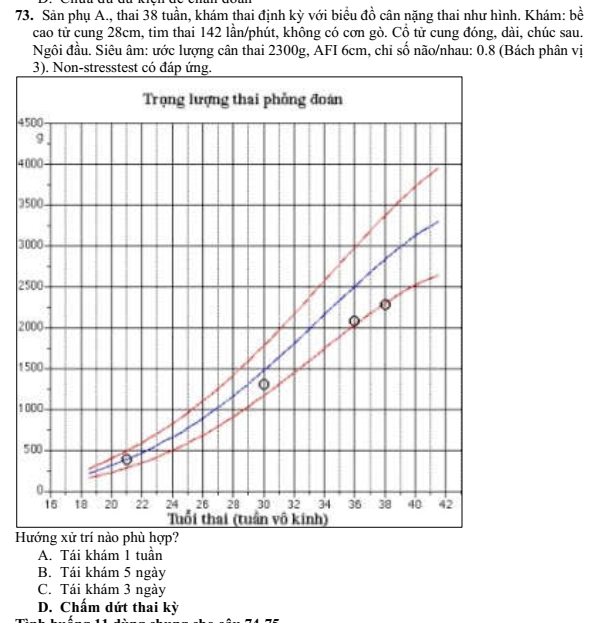 73. Sản phụ A., thai 38 tuần, khám thai định kỳ với biểu đồ cân nặng thai như hình. Khám: bề
cao tử cung 28cm, tim thai 142 lần/phút, không có cơn gò. Cổ tử cung đóng, dài, chúc sau.
Ngôi đầu. Siêu âm: ước lượng cân thai 2300g, AFI 6cm, chỉ số não/nhau: 0.8 (Bách phân vị
3). Non-stresstest có đáp ứng.
Trọng lượng thai phỏng đoán
4500
g
4000
3500
3000
2500
2000
1500
1000
500
0
16 18 20 22 24 26 28 30 32 34 36 38 40 42
Tuổi thai (tuần vô kinh)
Hướng xử trí nào phù hợp?
A. Tái khám 1 tuần
B. Tái khám 5 ngày
C. Tái khám 3 ngày
D. Chấm dứt thai kỳ